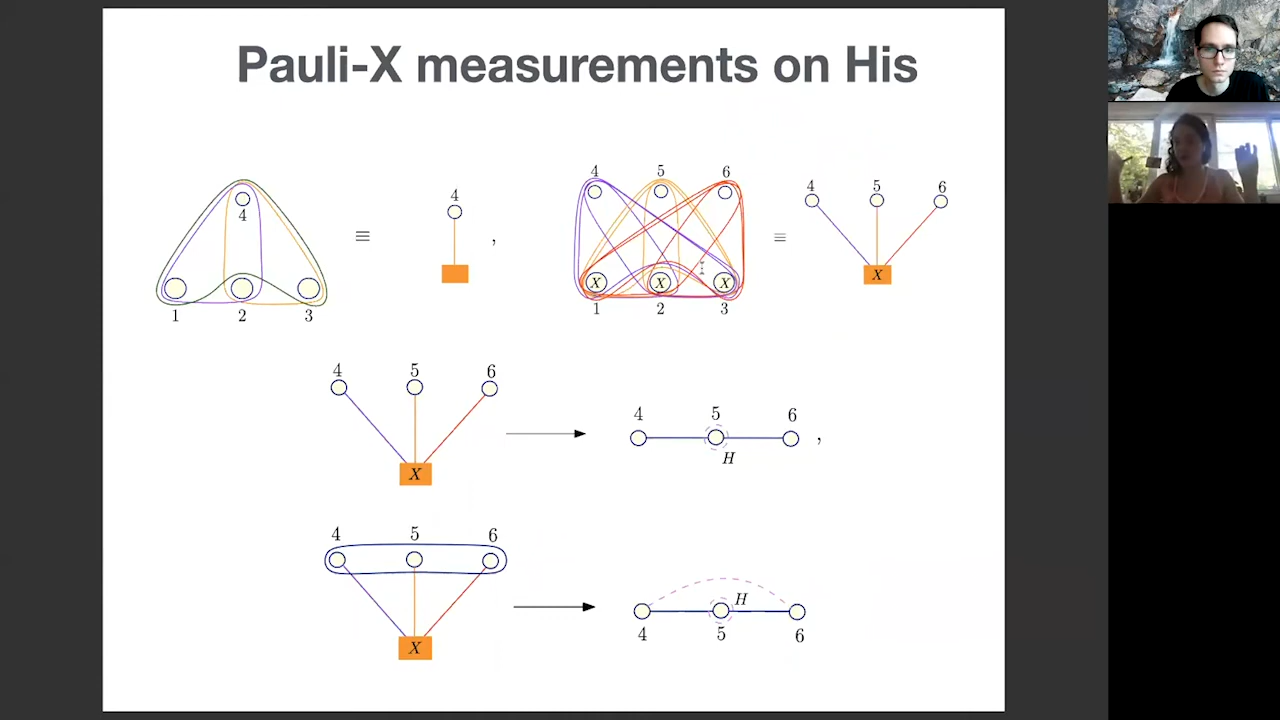 Pauli-X measurements on His
4 5 6
4 5 6
4
4
≡ , ≡
X X X X
1 2 3 1 2 3
4 5 6
4 5 6
,
H
X
4 5 6
H
4 5 6
X